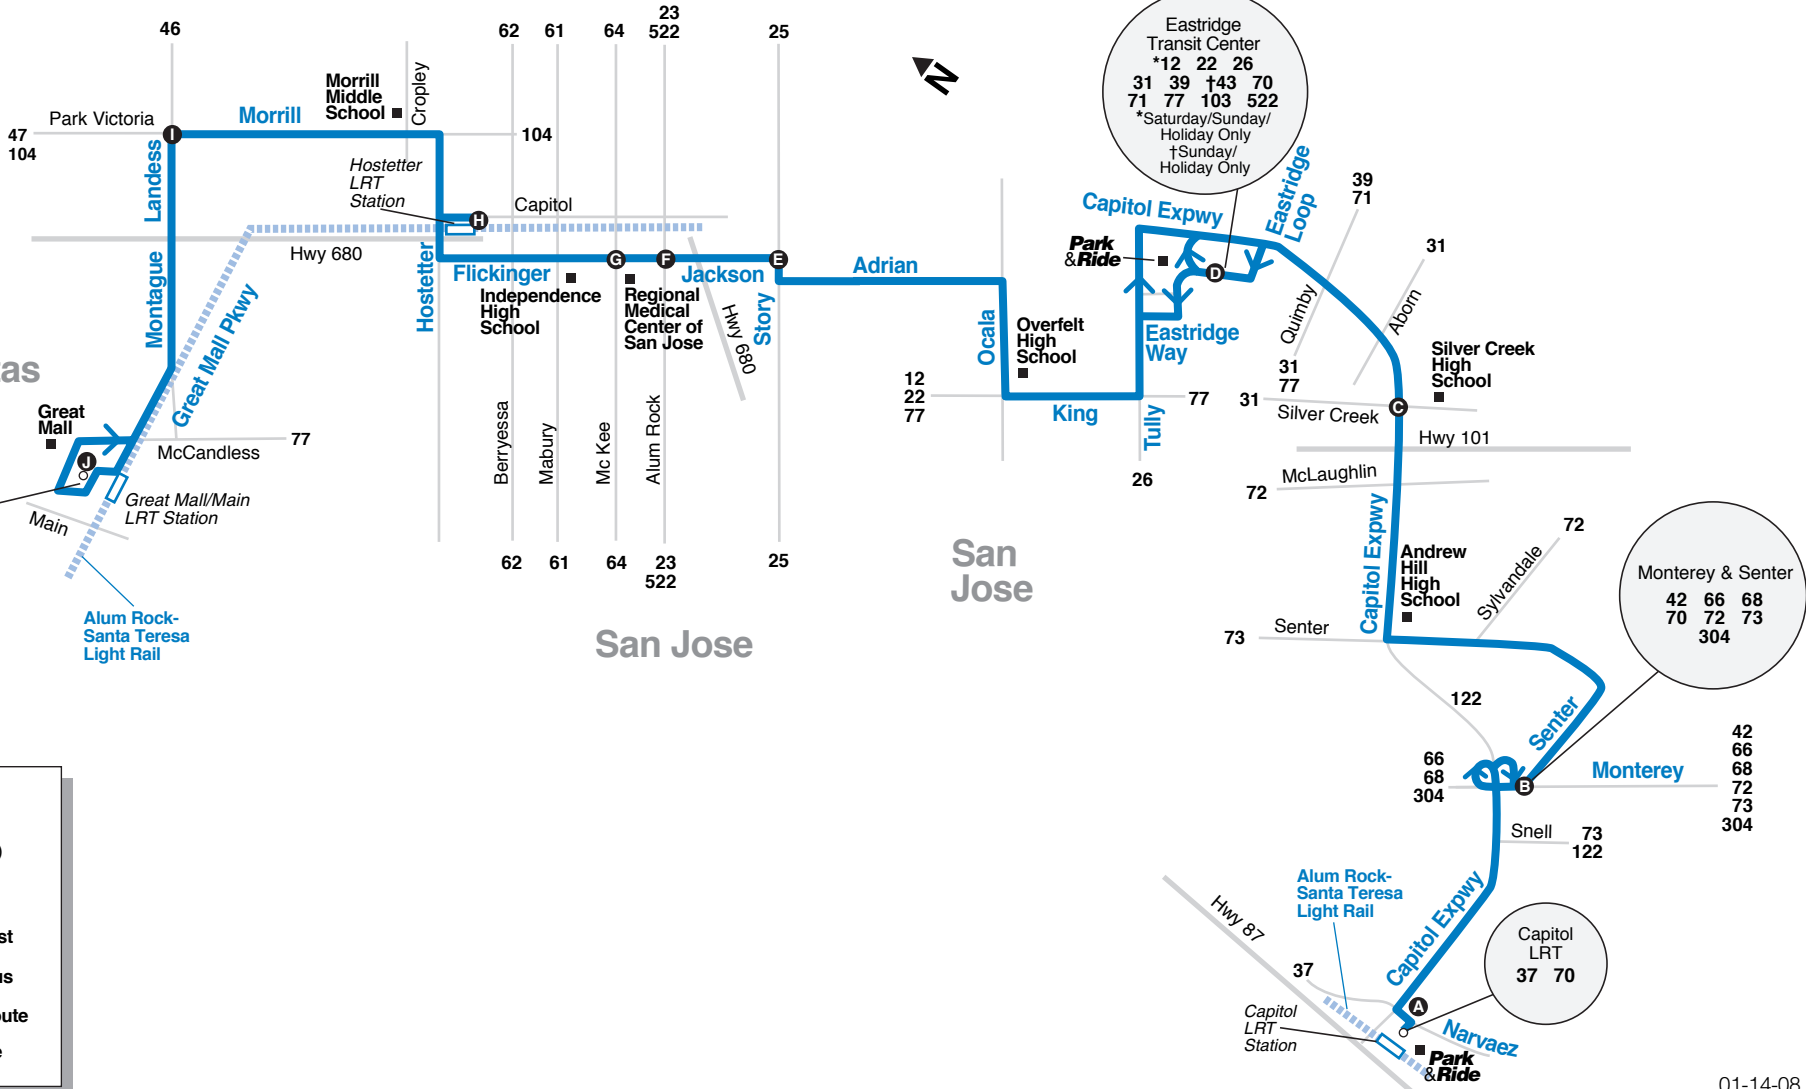 46
62
61
64
23
522
25
Eastridge
Transit Center
*12 22 26
31 39 †43 70
71 77 103 522
*Saturday/Sunday/
Holiday Only
†Sunday/
Holiday Only
N
Morrill
Middle
School
Cropley
Park Victoria
Morrill
47
104
I
104
Landess
Hostetter
LRT
Station
H
Capitol
Hwy 680
Hostetter
Flickinger
G
F
Jackson
E
Adrian
Independence
High
School
Regional
Medical
Center of
San Jose
Hwy 680
Story
Montague
Great Mall Pkwy
Capitol Expwy
Eastridge
Loop
Park
&Ride
D
Eastridge
Way
39
71
31
Quimby
Aborn
31
77
Ocala
Overfelt
High
School
Silver Creek
High
School
31
Silver Creek
C
12
22
77
King
77
Tully
26
Hwy 101
McLaughlin
72
tas
Great
Mall
J
McCandless
77
Great Mall/Main
LRT Station
Main
Berryessa
Mabury
Mc Kee
Alum Rock
62
61
64
23
522
25
Alum Rock-
Santa Teresa
Light Rail
San Jose
San
Jose
Capitol Expwy
Andrew
Hill
High
School
72
Sylvandale
73
Senter
Monterey & Senter
42 66 68
70 72 73
304
122
Senter
66
68
304
B
Monterey
42
66
68
72
73
304
Snell
73
122
Capitol Expwy
Alum Rock-
Santa Teresa
Light Rail
Hwy 87
37
Capitol
LRT
37 70
A
Capitol
LRT
Station
Narvaez
Park
&Ride
)
st
us
ute
e
01-14-08